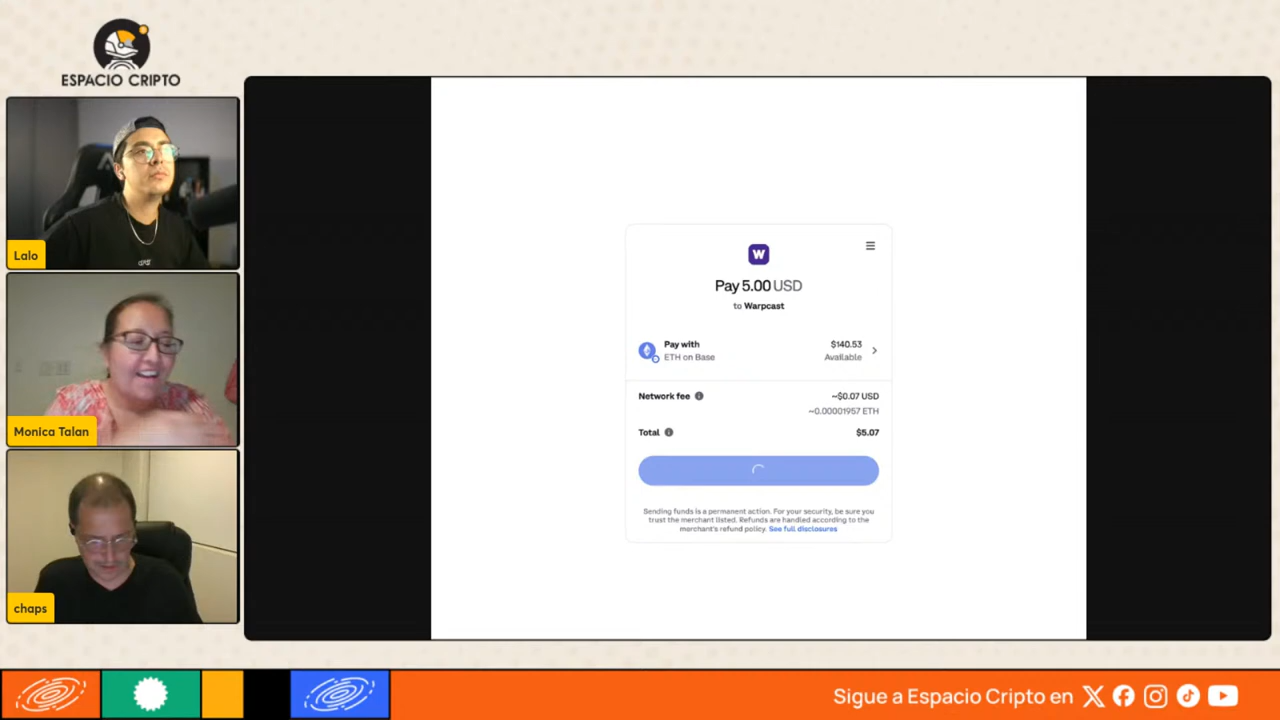 ESPACIO CRIPTO
Lalo
Monica Talan
chaps
W
Pay 5.00 USD
to Warpcast
Pay with
ETH on Base
$140.53
Available
Network fee
~$0.07 USD
~0.00001957 ETH
Total
$5.07
Sending funds is a permanent action. For your security, be sure you
trust the merchant listed. Refunds are handled according to the
merchant's refund policy. See full disclosures
Sigue a Espacio Cripto en